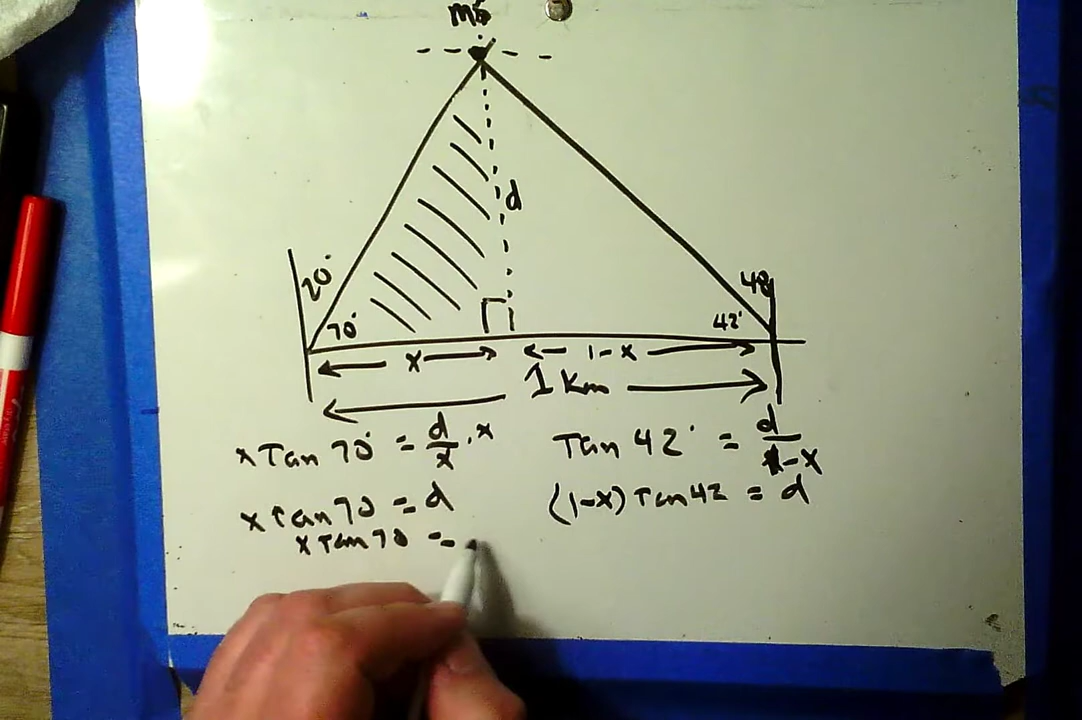 d
20°
48
70°
42°
x
1-x
1 Km
x Tan 70° = d/x · x
Tan 42° = d/1-x
x Tan 70 = d
(1-x) Tan 42 = d
x Tan 70 =